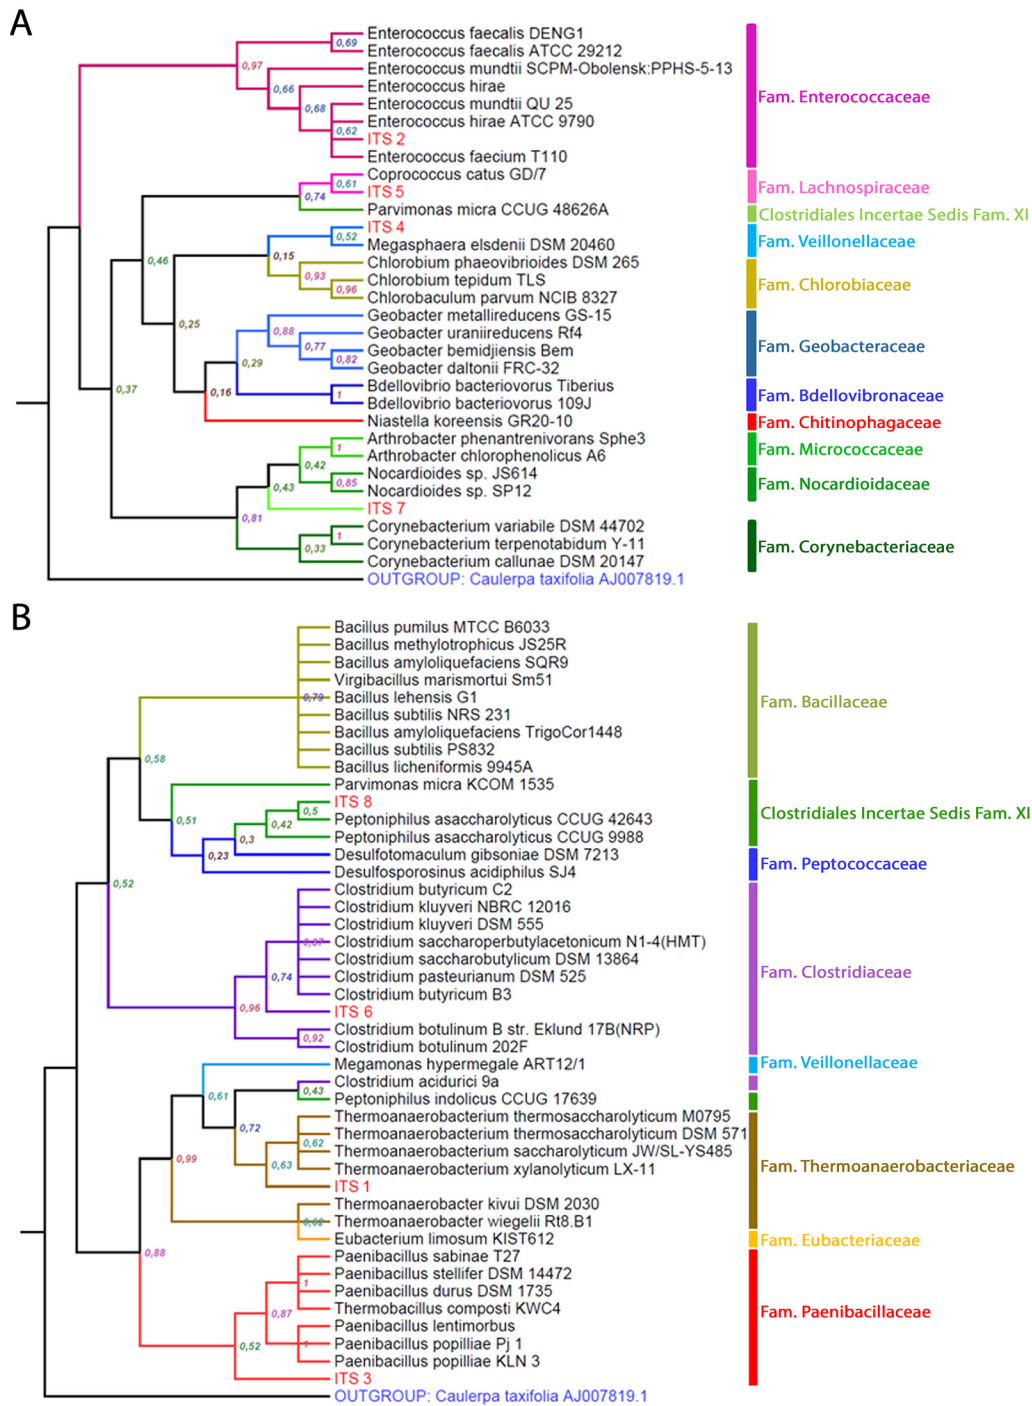 A
Enterococcus faecalis DENG1
0,69
Enterococcus faecalis ATCC 29212
0,97
Enterococcus mundtii SCPM-Obolensk:PPHS-5-13
0,66
Enterococcus hirae
Enterococcus mundtii QU 25
0,68
Enterococcus hirae ATCC 9790
0,62
ITS 2
Enterococcus faecium T110
Fam. Enterococcaceae
Coprococcus catus GD/7
0,61
ITS 5
0,74
Parvimonas micra CCUG 48626A
Fam. Lachnospiraceae
Clostridiales Incertae Sedis Fam. XI
ITS 4
0,52
Megasphaera elsdenii DSM 20460
Fam. Veillonellaceae
0,46
0,15
Chlorobium phaeovibrioides DSM 265
0,93
Chlorobium tepidum TLS
0,96
Chlorobaculum parvum NCIB 8327
Fam. Chlorobiaceae
0,25
Geobacter metallireducens GS-15
0,88
Geobacter uraniireducens Rf4
0,77
Geobacter bemidjiensis Bem
0,82
Geobacter daltonii FRC-32
Fam. Geobacteraceae
0,29
0,37
0,16
Bdellovibrio bacteriovorus Tiberius
1
Bdellovibrio bacteriovorus 109J
Fam. Bdellovibronaceae
Niastella koreensis GR20-10
Fam. Chitinophagaceae
Arthrobacter phenantrenivorans Sphe3
1
Arthrobacter chlorophenolicus A6
Fam. Micrococcaceae
0,42
Nocardioides sp. JS614
0,85
Nocardioides sp. SP12
Fam. Nocardioidaceae
0,43
ITS 7
0,81
Corynebacterium variabile DSM 44702
1
Corynebacterium terpenotabidum Y-11
0,33
Corynebacterium callunae DSM 20147
Fam. Corynebacteriaceae
OUTGROUP: Caulerpa taxifolia AJ007819.1
B
Bacillus pumilus MTCC B6033
Bacillus methylotrophicus JS25R
Bacillus amyloliquefaciens SQR9
Virgibacillus marismortui Sm51
0,79
Bacillus lehensis G1
Bacillus subtilis NRS 231
Bacillus amyloliquefaciens TrigoCor1448
Bacillus subtilis PS832
Bacillus licheniformis 9945A
Fam. Bacillaceae
0,58
Parvimonas micra KCOM 1535
0,51
ITS 8
0,5
Peptoniphilus asaccharolyticus CCUG 42643
0,42
Peptoniphilus asaccharolyticus CCUG 9988
Clostridiales Incertae Sedis Fam. XI
0,3
0,23
Desulfotomaculum gibsoniae DSM 7213
Desulfosporosinus acidiphilus SJ4
Fam. Peptococcaceae
0,52
Clostridium butyricum C2
Clostridium kluyveri NBRC 12016
Clostridium kluyveri DSM 555
Clostridium saccharoperbutylacetonicum N1-4(HMT)
Clostridium saccharobutylicum DSM 13864
0,74
Clostridium pasteurianum DSM 525
Clostridium butyricum B3
0,96
ITS 6
Clostridium botulinum B str. Eklund 17B(NRP)
0,92
Clostridium botulinum 202F
Fam. Clostridiaceae
Megamonas hypermegale ART12/1
Fam. Veillonellaceae
0,61
Clostridium acidurici 9a
0,43
Peptoniphilus indolicus CCUG 17639
0,72
Thermoanaerobacterium thermosaccharolyticum M0795
Thermoanaerobacterium thermosaccharolyticum DSM 571
0,62
Thermoanaerobacterium saccharolyticum JW/SL-YS485
0,63
Thermoanaerobacterium xylanolyticum LX-11
ITS 1
Fam. Thermoanaerobacteriaceae
0,99
Thermoanaerobacter kivui DSM 2030
0,62
Thermoanaerobacter wiegelii Rt8.B1
Eubacterium limosum KIST612
Fam. Eubacteriaceae
0,88
Paenibacillus sabinae T27
Paenibacillus stellifer DSM 14472
1
Paenibacillus durus DSM 1735
Thermobacillus composti KWC4
0,87
Paenibacillus lentimorbus
1
Paenibacillus popilliae Pj 1
0,52
Paenibacillus popilliae KLN 3
ITS 3
Fam. Paenibacillaceae
OUTGROUP: Caulerpa taxifolia AJ007819.1